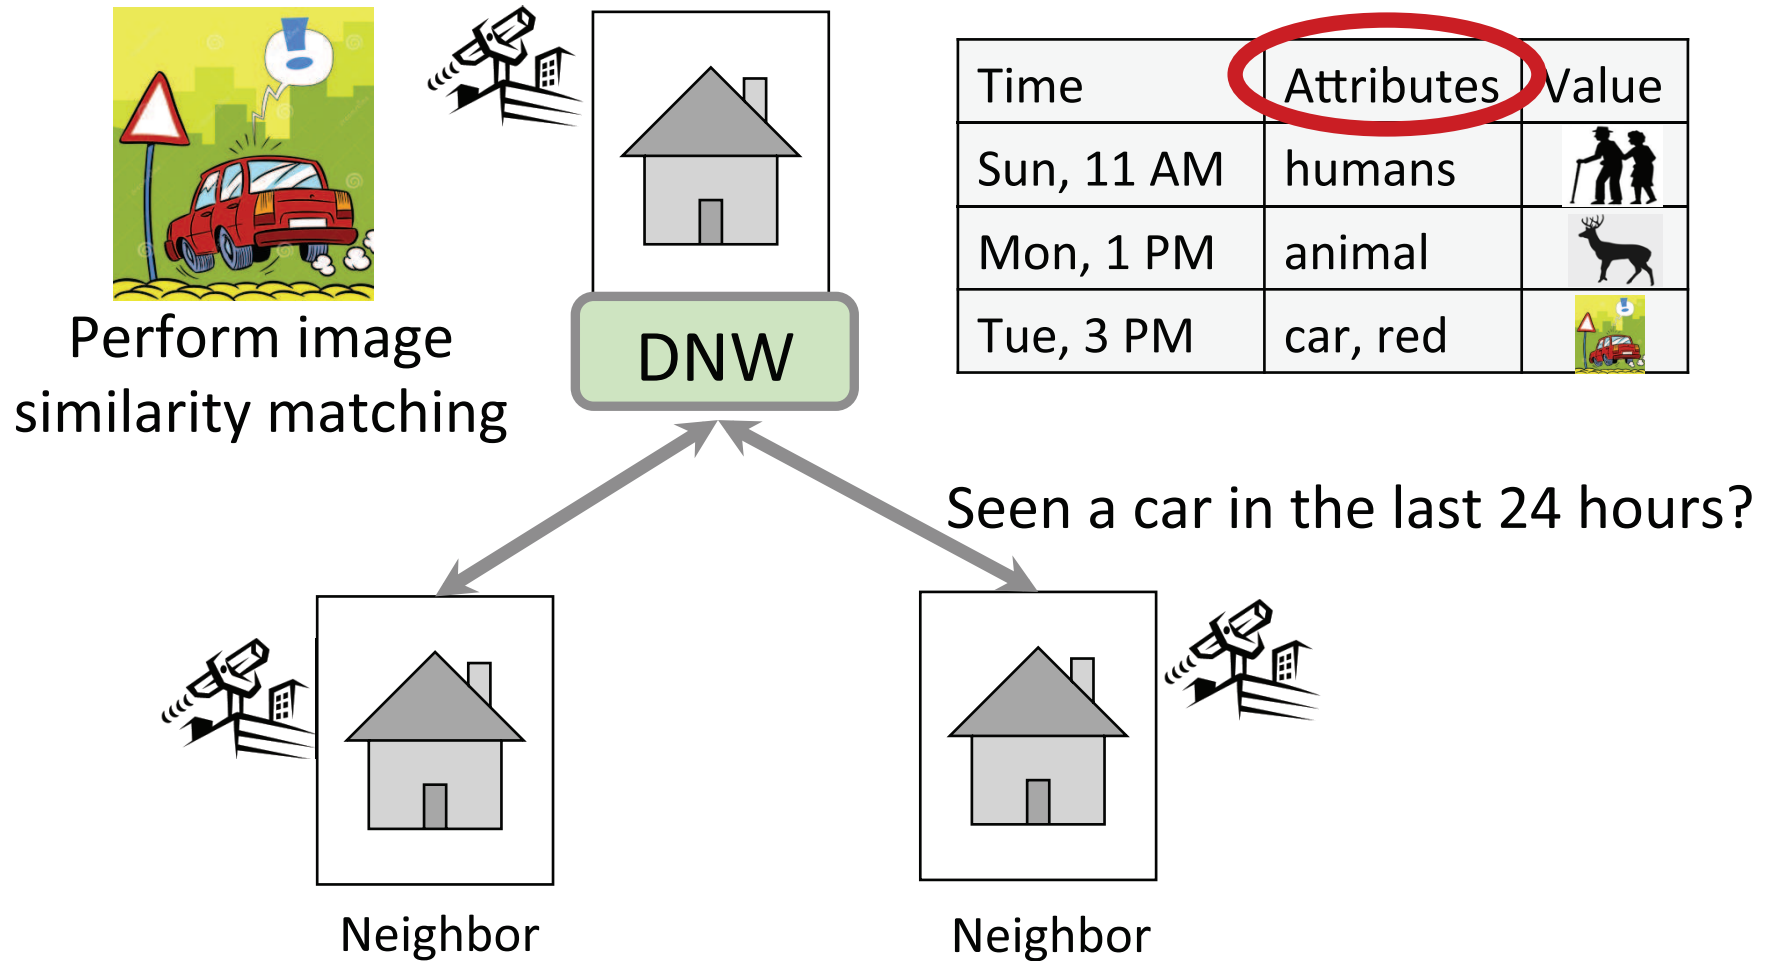 Perform image
similarity matching
DNW
Time Attributes Value
Sun, 11 AM humans
Mon, 1 PM animal
Tue, 3 PM car, red
Seen a car in the last 24 hours?
Neighbor
Neighbor